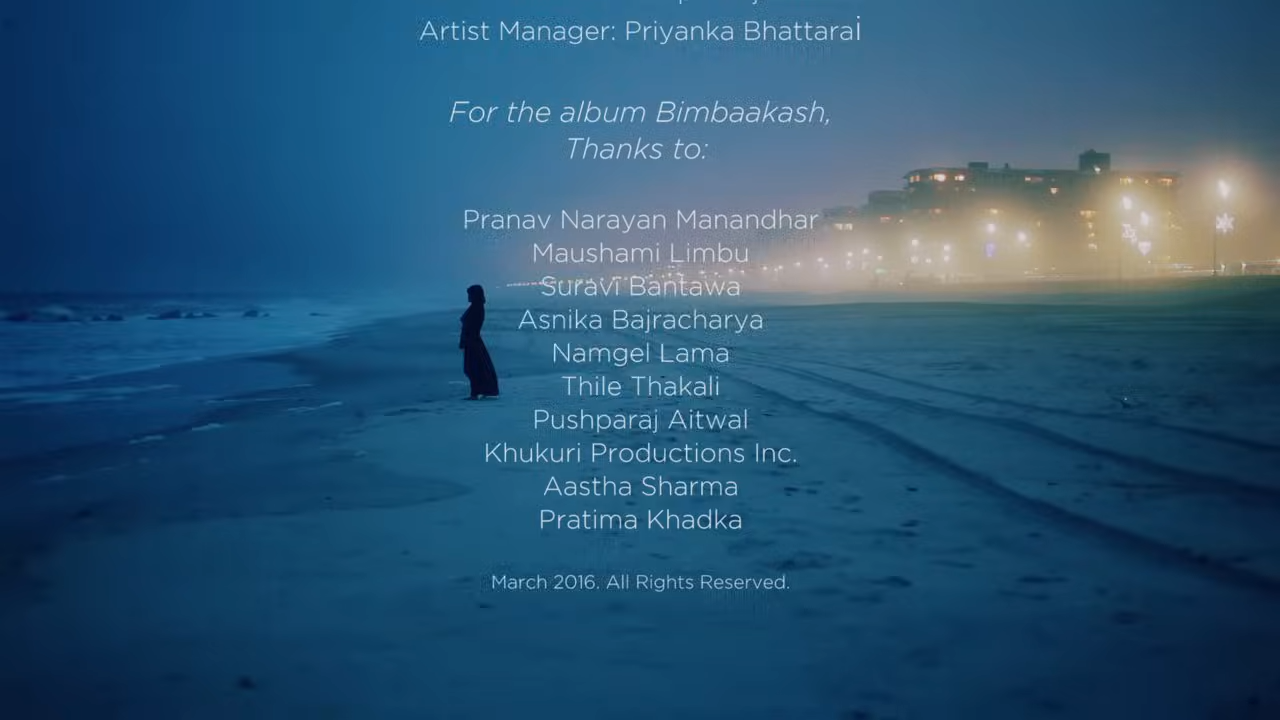 Artist Manager: Priyanka Bhattarai
For the album Bimbaakash,
Thanks to:
Pranav Narayan Manandhar
Maushami Limbu
Suravi Bantawa
Asnika Bajracharya
Namgel Lama
Thile Thakali
Pushparaj Aitwal
Khukuri Productions Inc.
Aastha Sharma
Pratima Khadka
March 2016. All Rights Reserved.